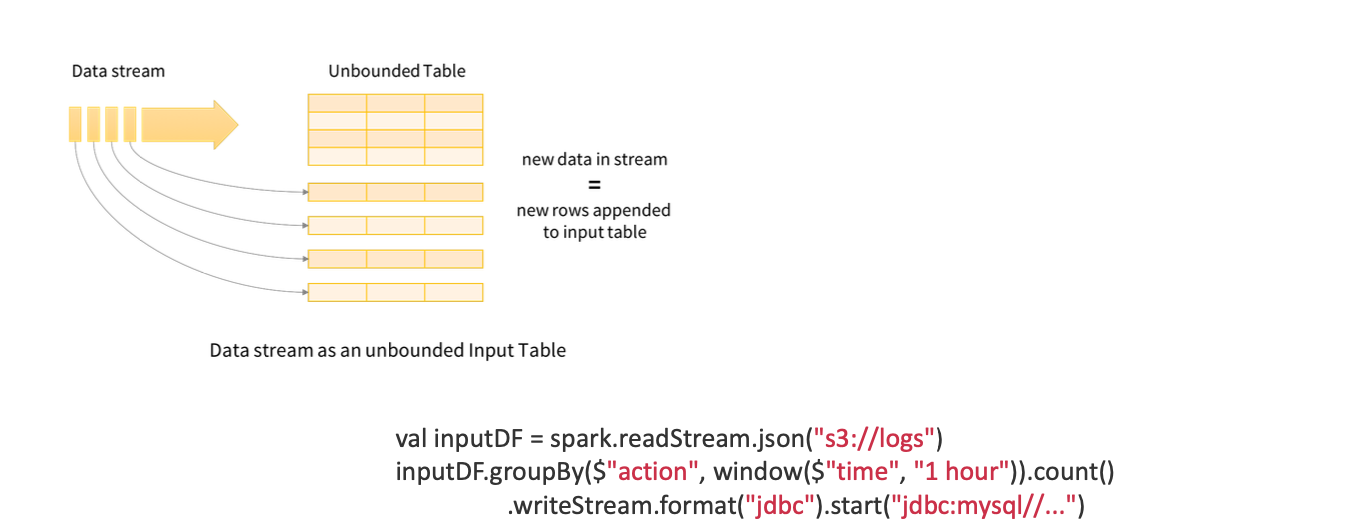 Data stream
Unbounded Table
new data in stream
=
new rows appended
to input table
Data stream as an unbounded Input Table
val inputDF = spark.readStream.json("s3://logs")
inputDF.groupBy($"action", window($"time", "1 hour")).count()
.writeStream.format("jdbc").start("jdbc:mysql//...")